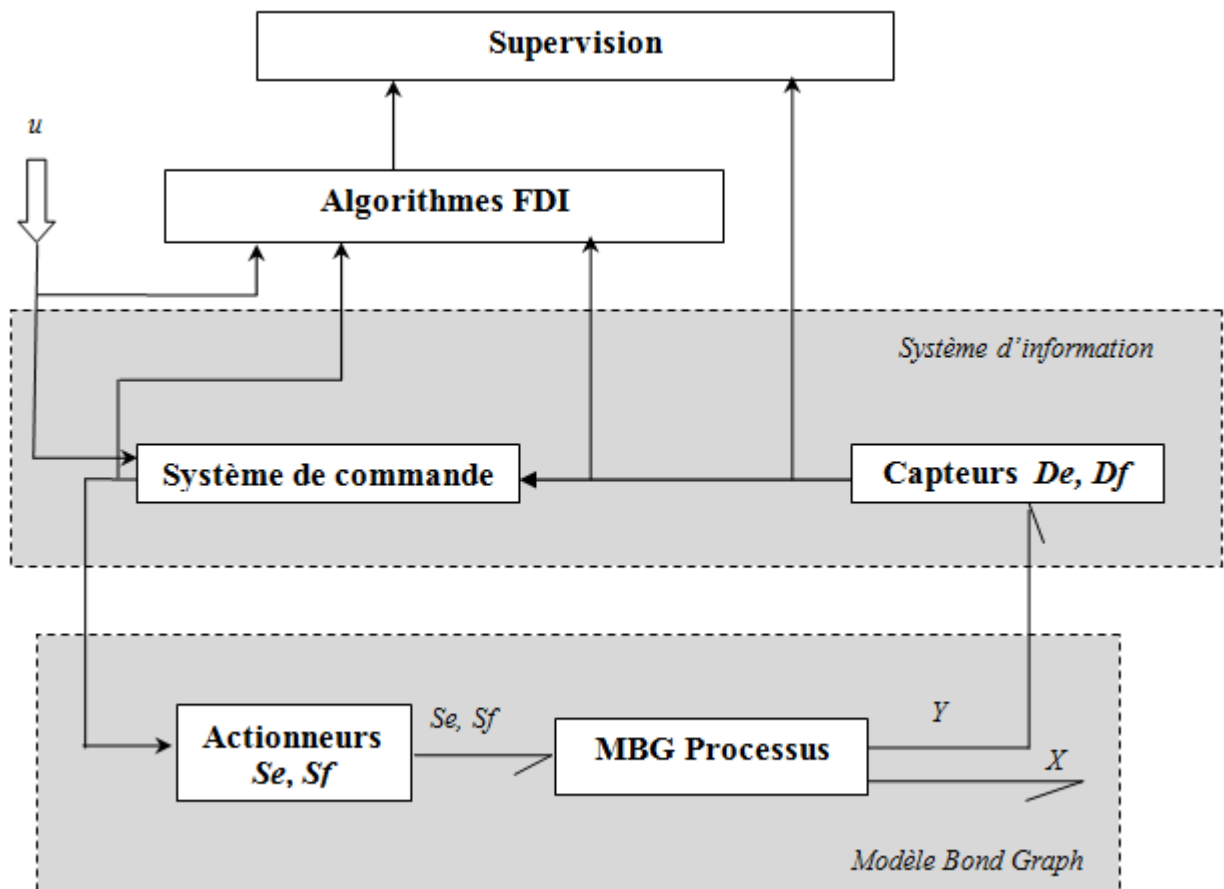 Supervision
u
Algorithmes FDI
Système d’information
Système de commande
Capteurs De, Df
Actionneurs
Se, Sf
Se, Sf
MBG Processus
Y
X
Modèle Bond Graph